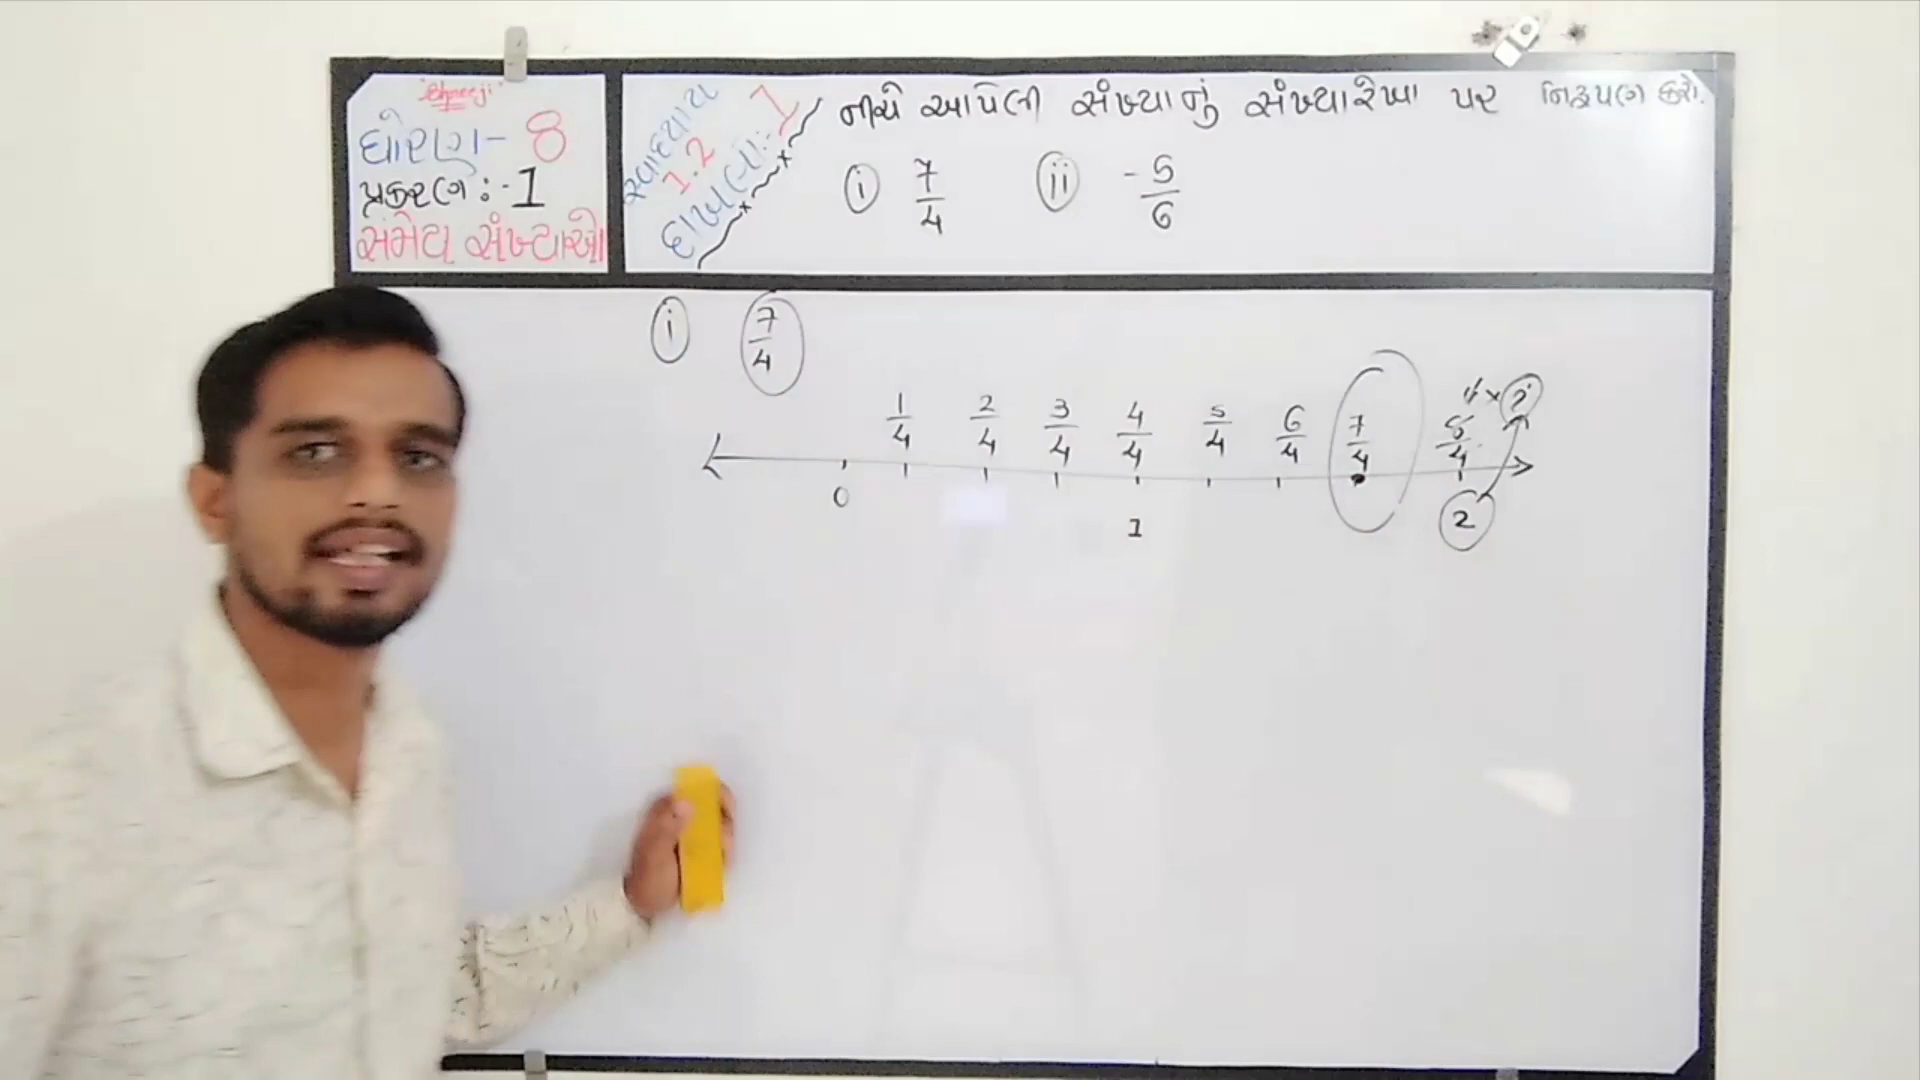 Shreeji
ધોરણ - 8
પ્રકરણ :- 1
સંમેય સંખ્યાઓ
સ્વાધ્યાય
1.2
દાખલો:- 1
નીચે આપેલી સંખ્યાનું સંખ્યારેખા પર નિરૂપણ કરો.
(i) 7/4 (ii) -5/6
(i) 7/4
1/4 2/4 3/4 4/4 5/4 6/4 7/4 8/4
0 1 2